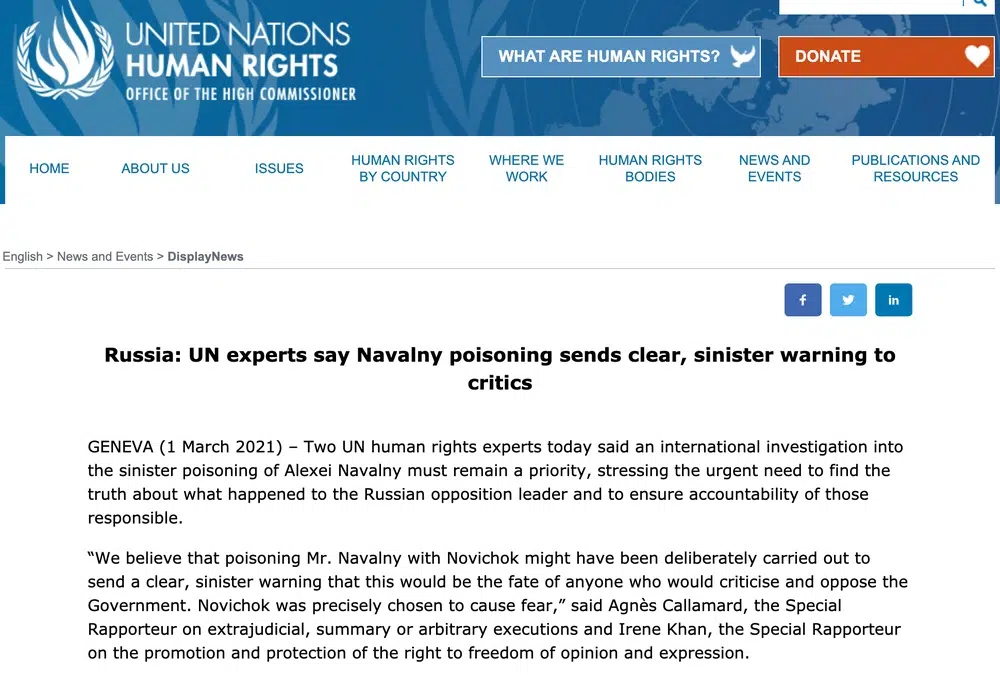 UNITED NATIONS
HUMAN RIGHTS
OFFICE OF THE HIGH COMMISSIONER
WHAT ARE HUMAN RIGHTS?
DONATE
HOME
ABOUT US
ISSUES
HUMAN RIGHTS
BY COUNTRY
WHERE WE
WORK
HUMAN RIGHTS
BODIES
NEWS AND
EVENTS
PUBLICATIONS AND
RESOURCES
English > News and Events > DisplayNews
f
in
Russia: UN experts say Navalny poisoning sends clear, sinister warning to
critics
GENEVA (1 March 2021) – Two UN human rights experts today said an international investigation into
the sinister poisoning of Alexei Navalny must remain a priority, stressing the urgent need to find the
truth about what happened to the Russian opposition leader and to ensure accountability of those
responsible.
“We believe that poisoning Mr. Navalny with Novichok might have been deliberately carried out to
send a clear, sinister warning that this would be the fate of anyone who would criticise and oppose the
Government. Novichok was precisely chosen to cause fear,” said Agnès Callamard, the Special
Rapporteur on extrajudicial, summary or arbitrary executions and Irene Khan, the Special Rapporteur
on the promotion and protection of the right to freedom of opinion and expression.